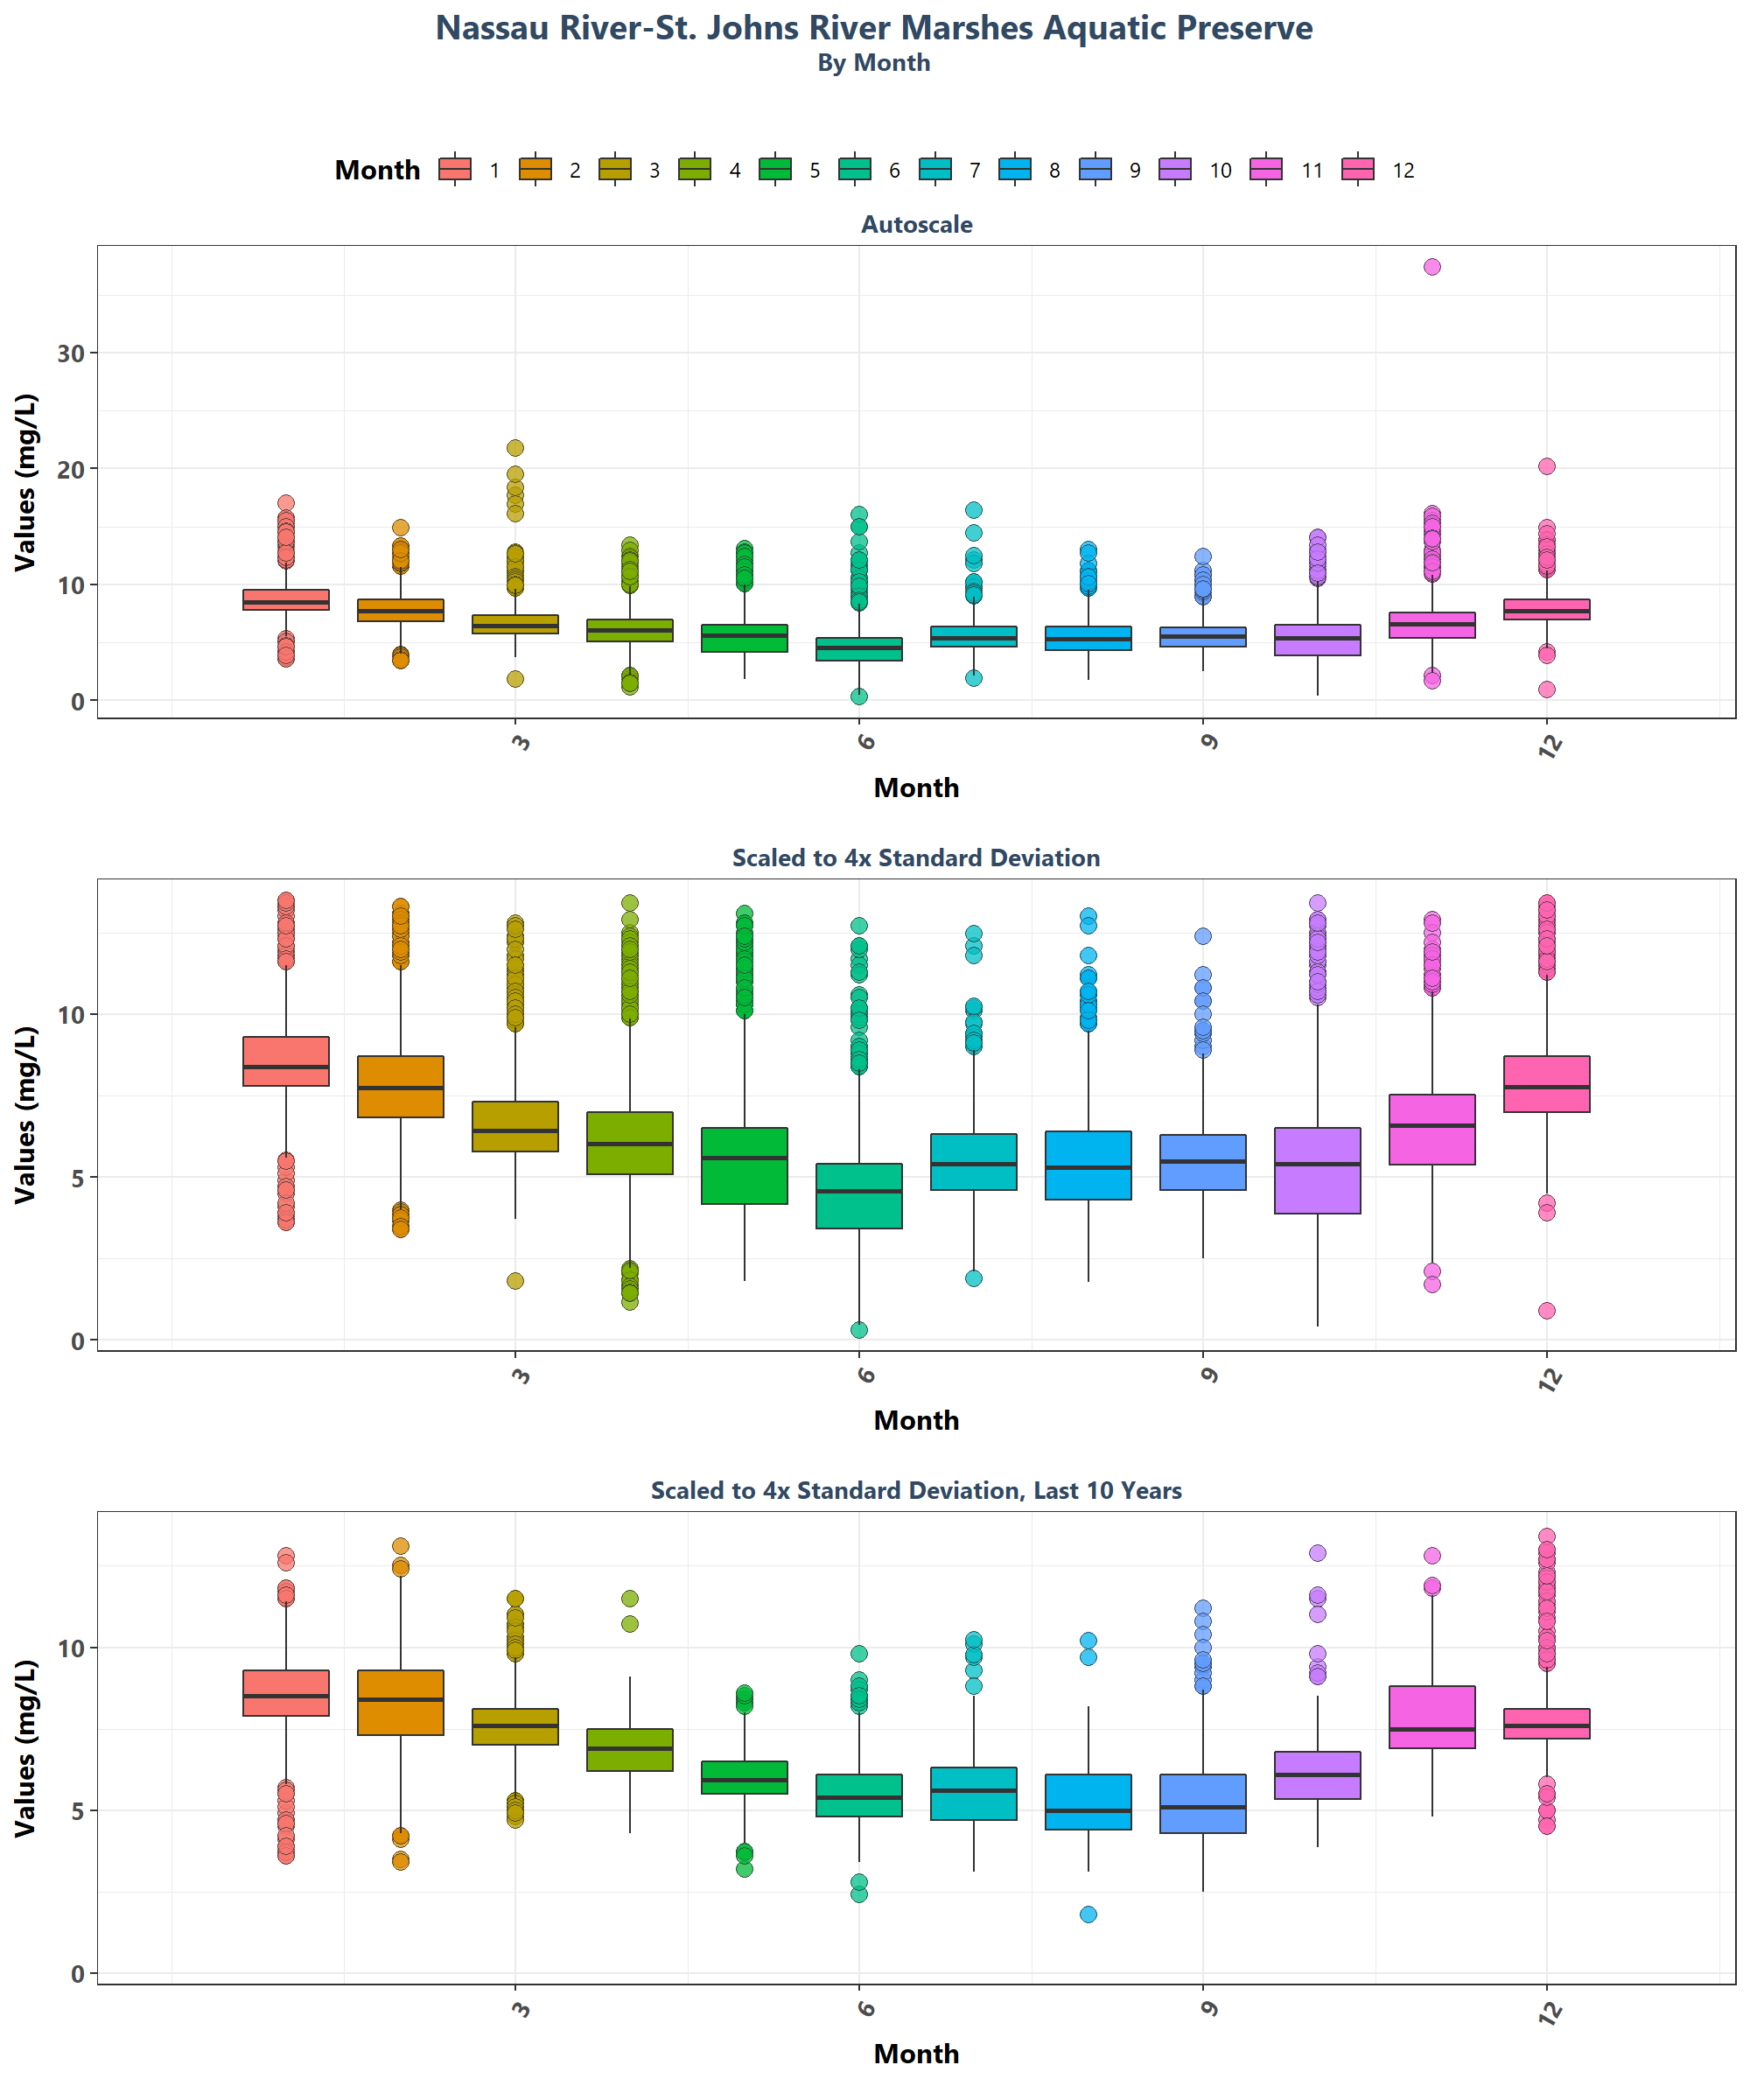 Nassau River-St. Johns River Marshes Aquatic Preserve
By Month
Month 1 2 3 4 5 6 7 8 9 10 11 12
Autoscale
Values (mg/L)
30
20
10
0
3 6 9 12
Month
Scaled to 4x Standard Deviation
Values (mg/L)
10
5
0
3 6 9 12
Month
Scaled to 4x Standard Deviation, Last 10 Years
Values (mg/L)
10
5
0
3 6 9 12
Month